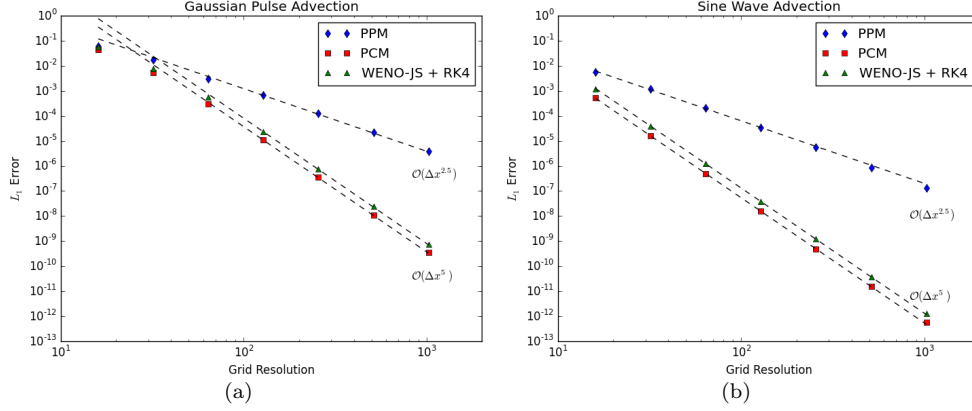 Gaussian Pulse Advection
10^0
10^-1
10^-2
10^-3
10^-4
10^-5
10^-6
10^-7
10^-8
10^-9
10^-10
10^-11
10^-12
10^-13
L_1 Error
PPM
PCM
WENO-JS + RK4
O(Δx^2.5)
O(Δx^5)
10^1
10^2
10^3
Grid Resolution
(a)
Sine Wave Advection
10^0
10^-1
10^-2
10^-3
10^-4
10^-5
10^-6
10^-7
10^-8
10^-9
10^-10
10^-11
10^-12
10^-13
L_1 Error
PPM
PCM
WENO-JS + RK4
O(Δx^2.5)
O(Δx^5)
10^1
10^2
10^3
Grid Resolution
(b)